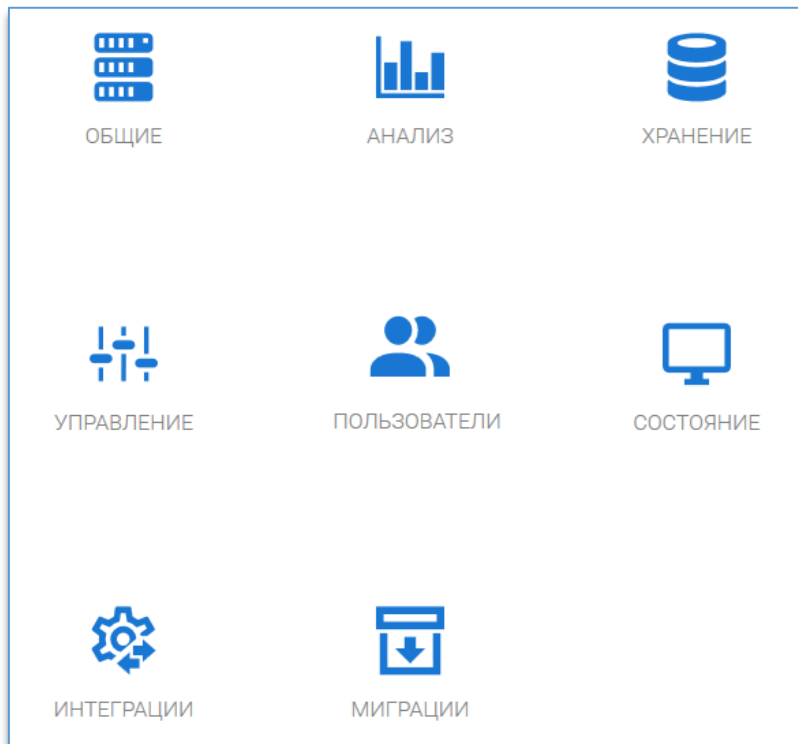 ОБЩИЕ
АНАЛИЗ
ХРАНЕНИЕ
УПРАВЛЕНИЕ
ПОЛЬЗОВАТЕЛИ
СОСТОЯНИЕ
ИНТЕГРАЦИИ
МИГРАЦИИ